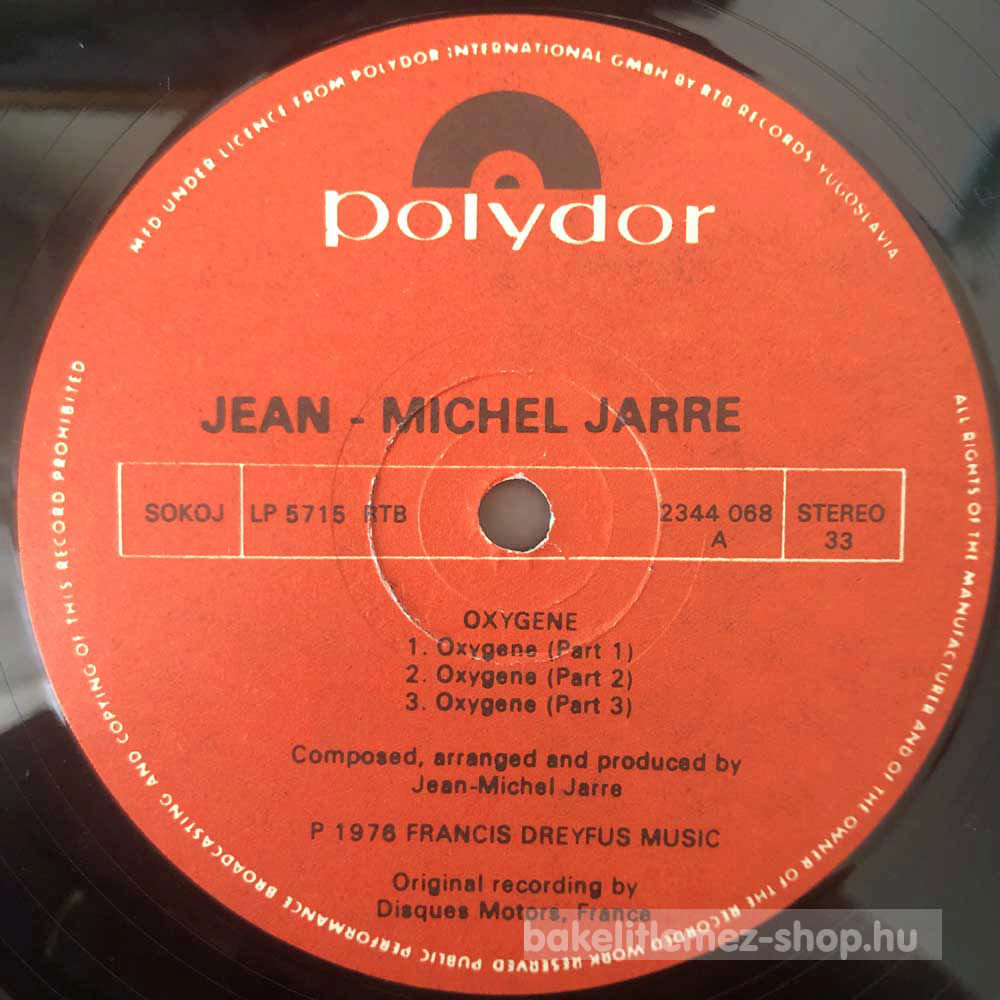 MFD UNDER LICENCE FROM POLYDOR INTERNATIONAL GMBH BY RTB RECORDS YUGOSLAVIA
polydor
JEAN - MICHEL JARRE
SOKOJ LP 5715 RTB 2344 068 STEREO
A 33
OXYGENE
1. Oxygene (Part 1)
2. Oxygene (Part 2)
3. Oxygene (Part 3)
Composed, arranged and produced by
Jean-Michel Jarre
P 1976 FRANCIS DREYFUS MUSIC
Original recording by
Disques Motors, France
ALL RIGHTS OF THE MANUFACTURER AND OF THE OWNER OF THE RECORDED WORK RESERVED PUBLIC PERFORMANCE BROADCASTING AND COPYING OF THIS RECORD PROHIBITED
bakelitlemez-shop.hu